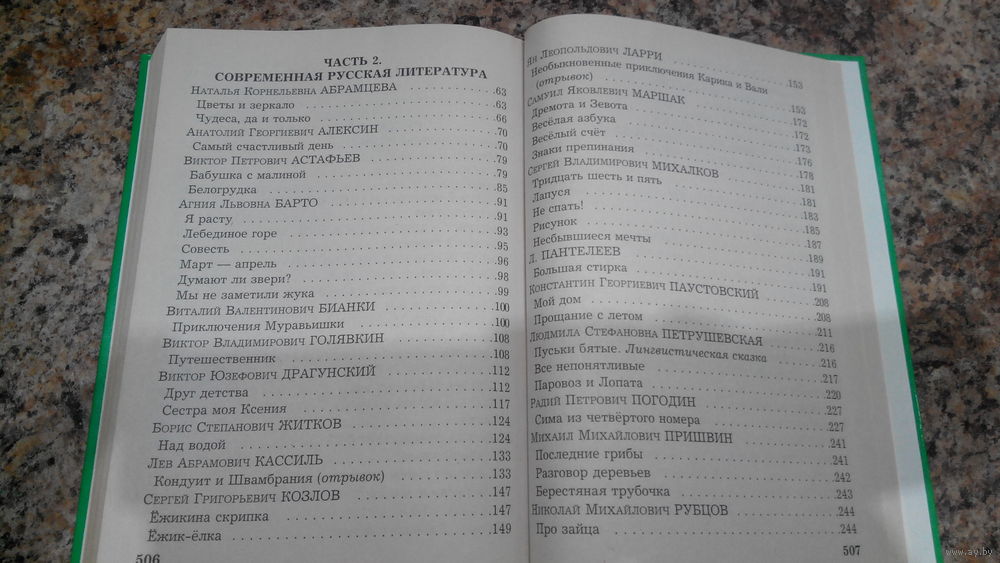 ЧАСТЬ 2.
СОВРЕМЕННАЯ РУССКАЯ ЛИТЕРАТУРА
Наталья Корнельевна АБРАМЦЕВА .63
Цветы и зеркало .63
Чудеса, да и только .66
Анатолий Георгиевич АЛЕКСИН .70
Самый счастливый день .70
Виктор Петрович АСТАФЬЕВ .79
Бабушка с малиной .79
Белогрудка .85
Агния Львовна БАРТО .91
Я расту .91
Лебединое горе .93
Совесть .95
Март — апрель .96
Думают ли звери? .98
Мы не заметили жука .99
Виталий Валентинович БИАНКИ 100
Приключения Муравьишки 100
Виктор Владимирович ГОЛЯВКИН .108
Путешественник .108
Виктор Юзефович ДРАГУНСКИЙ .112
Друг детства .112
Сестра моя Ксения .117
Борис Степанович ЖИТКОВ .124
Над водой .124
Лев Абрамович КАССИЛЬ .133
Кондуит и Швамбрания (отрывок) .133
Сергей Григорьевич КОЗЛОВ .147
Ёжикина скрипка .147
Ёжик-ёлка .149
506
Ян Леопольдович ЛАРРИ .153
Необыкновенные приключения Карика и Вали
(отрывок) .153
Самуил Яковлевич МАРШАК .172
Дремота и Зевота .172
Весёлая азбука .173
Весёлый счёт .176
Знаки препинания .178
Сергей Владимирович МИХАЛКОВ .181
Тридцать шесть и пять .181
Лапуся .183
Не спать! .185
Рисунок .187
Несбывшиеся мечты .189
Л. ПАНТЕЛЕЕВ .191
Большая стирка .191
Константин Георгиевич ПАУСТОВСКИЙ .208
Мой дом .208
Прощание с летом .211
Людмила Стефановна ПЕТРУШЕВСКАЯ .216
Пуськи бятые. Лингвистическая сказка .216
Все непонятливые .217
Паровоз и Лопата .220
Радий Петрович ПОГОДИН .227
Сима из четвёртого номера .227
Михаил Михайлович ПРИШВИН .241
Последние грибы .241
Разговор деревьев .242
Берестяная трубочка .243
Николай Михайлович РУБЦОВ .244
Про зайца .244
507
www.ay.by